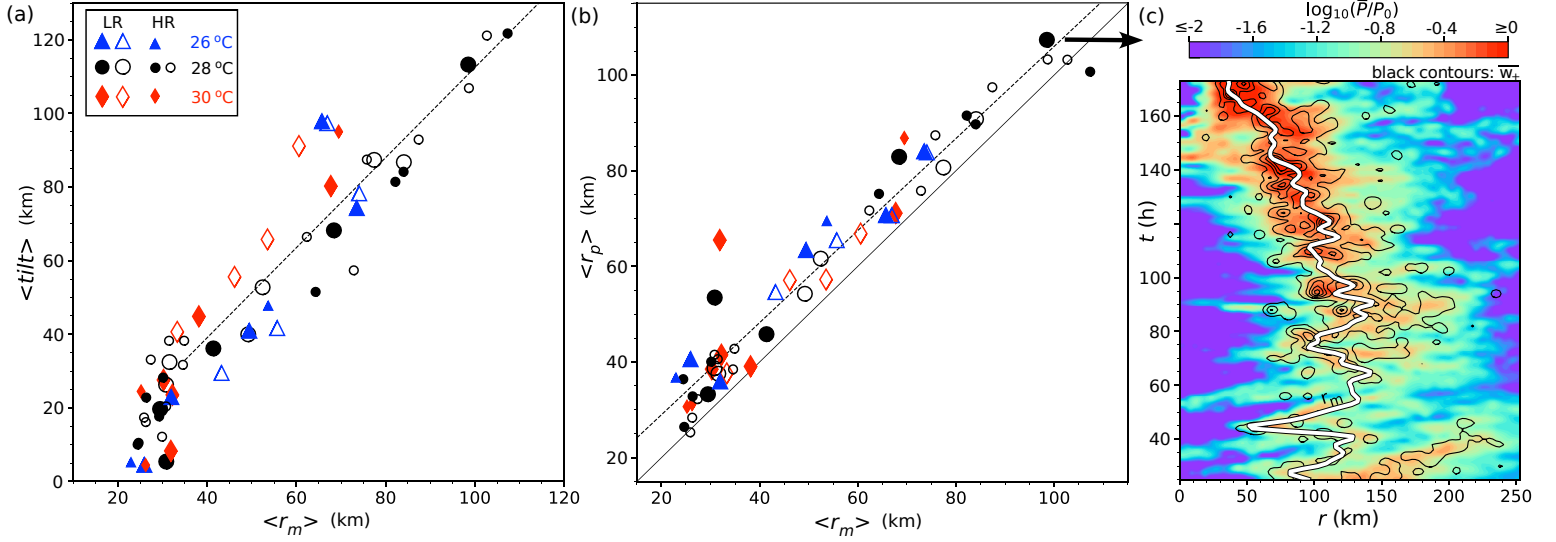 (a)
LR HR
26 °C
28 °C
30 °C
120
100
80
60
40
20
0
<tilt> (km)
20 40 60 80 100 120
<r_m> (km)
(b)
100
80
60
40
20
<r_p> (km)
20 40 60 80 100
<r_m> (km)
(c)
log₁₀(P̅/P₀)
≤-2 -1.6 -1.2 -0.8 -0.4 ≥0
black contours: w̅₊
160
140
120
100
80
60
40
t (h)
r_m
0 50 100 150 200 250
r (km)